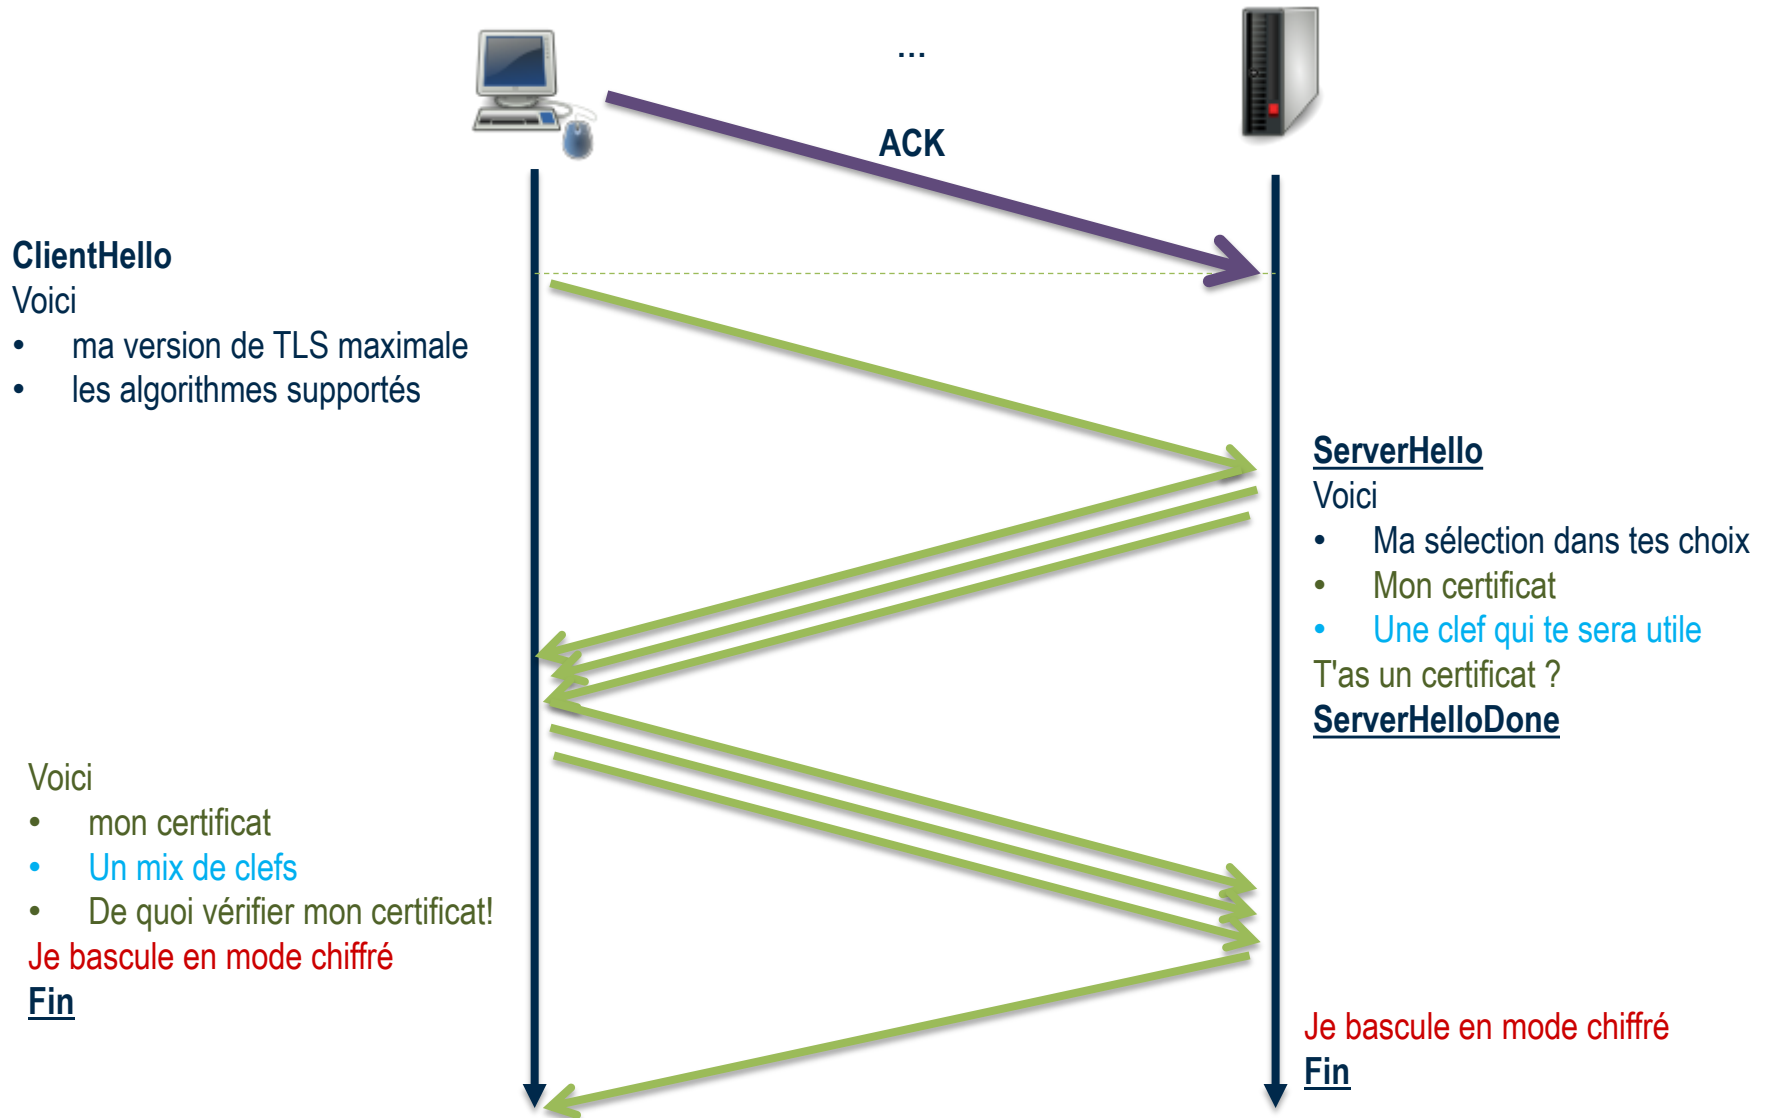 …
ACK
ClientHello
Voici
• ma version de TLS maximale
• les algorithmes supportés
ServerHello
Voici
• Ma sélection dans tes choix
• Mon certificat
• Une clef qui te sera utile
T'as un certificat ?
ServerHelloDone
Voici
• mon certificat
• Un mix de clefs
• De quoi vérifier mon certificat!
Je bascule en mode chiffré
Fin
Je bascule en mode chiffré
Fin